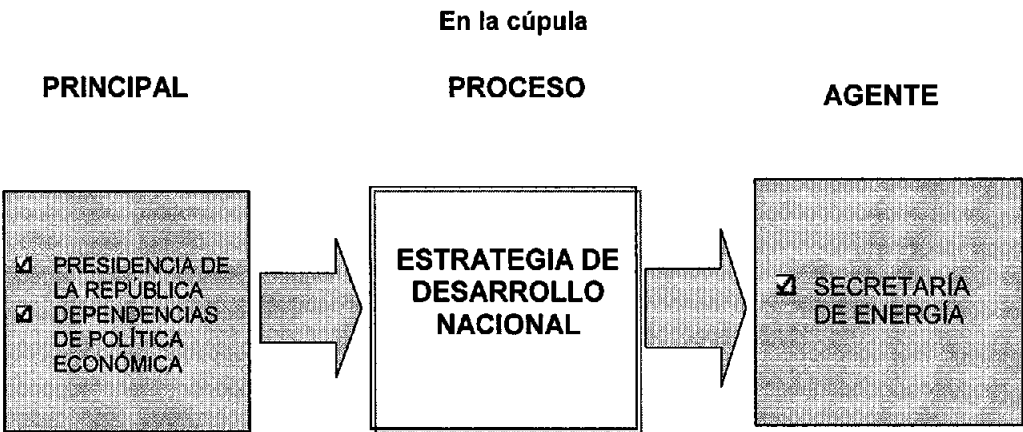 En la cúpula
PRINCIPAL
PROCESO
AGENTE
PRESIDENCIA DE
LA REPÚBLICA
DEPENDENCIAS
DE POLÍTICA
ECONÓMICA
ESTRATEGIA DE
DESARROLLO
NACIONAL
SECRETARÍA
DE ENERGÍA